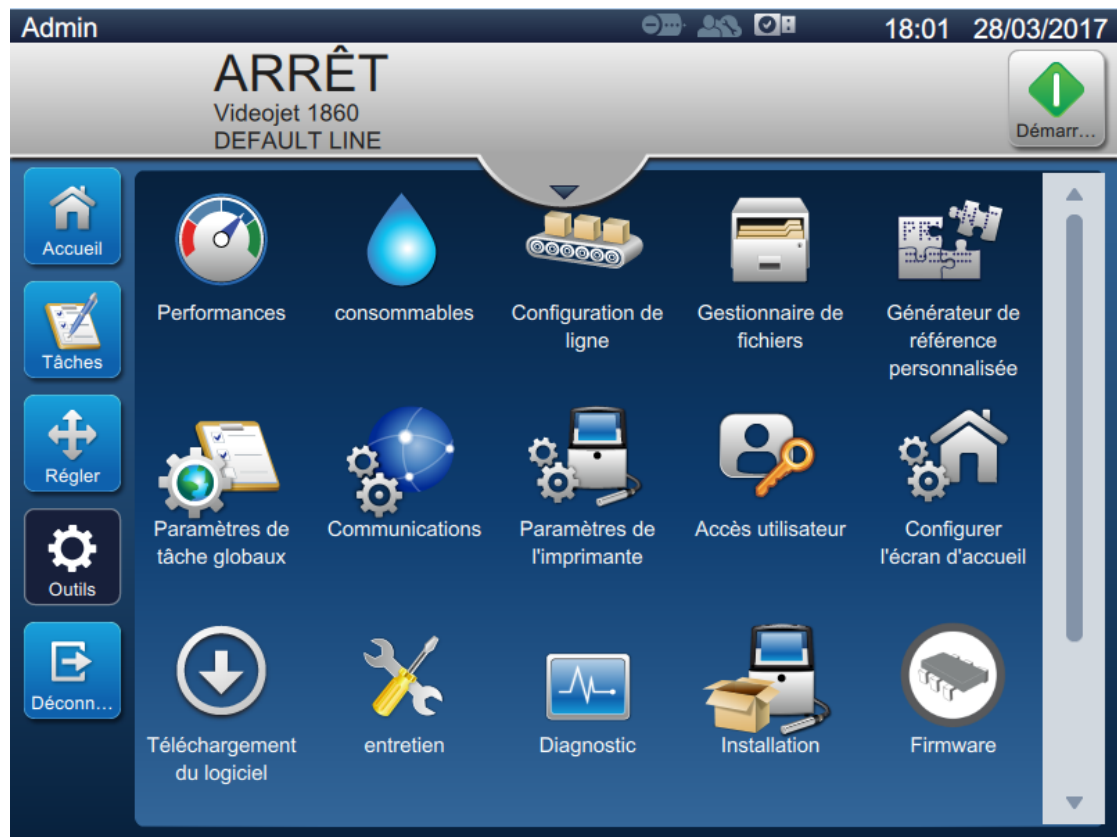 Admin
18:01 28/03/2017
ARRÊT
Videojet 1860
DEFAULT LINE
Démarr...
Accueil
Tâches
Régler
Outils
Déconn...
Performances
consommables
Configuration de
ligne
Gestionnaire de
fichiers
Générateur de
référence
personnalisée
Paramètres de
tâche globaux
Communications
Paramètres de
l'imprimante
Accès utilisateur
Configurer
l'écran d'accueil
Téléchargement
du logiciel
entretien
Diagnostic
Installation
Firmware